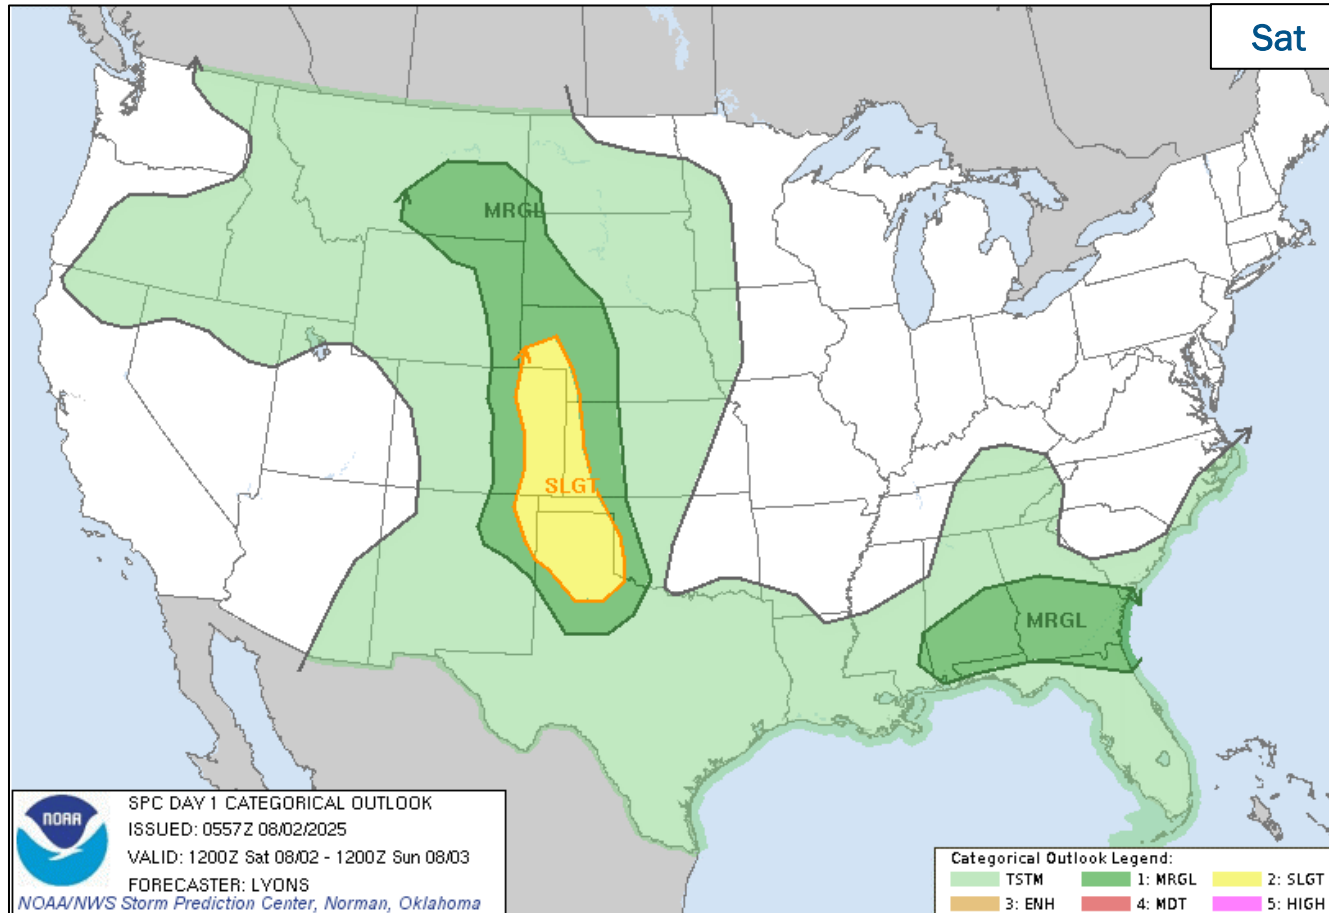 Sat
MRGL
SLGT
MRGL
NOAA
SPC DAY 1 CATEGORICAL OUTLOOK
ISSUED: 0557Z 08/02/2025
VALID: 1200Z Sat 08/02 - 1200Z Sun 08/03
FORECASTER: LYONS
NOAA/NWS Storm Prediction Center, Norman, Oklahoma
Categorical Outlook Legend:
TSTM 1: MRGL 2: SLGT
3: ENH 4: MDT 5: HIGH